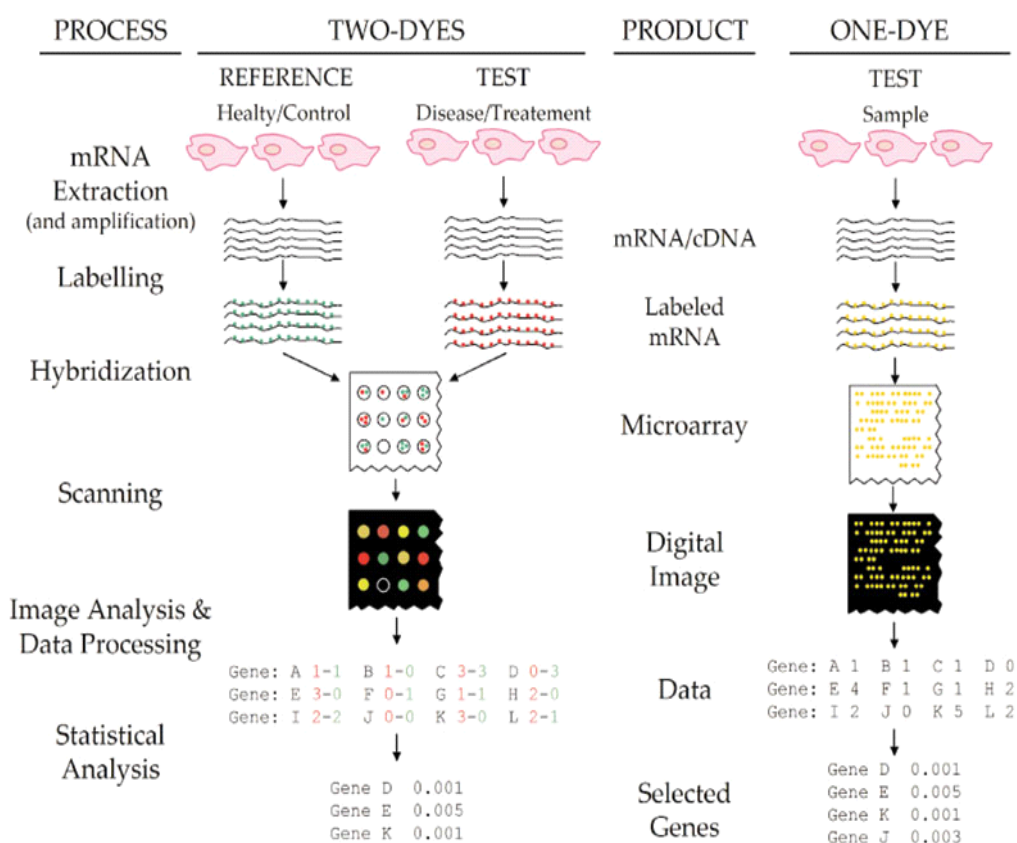 PROCESS
TWO-DYES
PRODUCT
ONE-DYE
REFERENCE
TEST
TEST
Healty/Control
Disease/Treatement
Sample
mRNA
Extraction
(and amplification)
mRNA/cDNA
Labelling
Labeled
mRNA
Hybridization
Microarray
Scanning
Digital
Image
Image Analysis &
Data Processing
Gene: A 1-1 B 1-0 C 3-3 D 0-3
Gene: E 3-0 F 0-1 G 1-1 H 2-0
Gene: I 2-2 J 0-0 K 3-0 L 2-1
Data
Gene: A 1 B 1 C 1 D 0
Gene: E 4 F 1 G 1 H 2
Gene: I 2 J 0 K 5 L 2
Statistical
Analysis
Gene D 0.001
Gene E 0.005
Gene K 0.001
Selected
Genes
Gene D 0.001
Gene E 0.005
Gene K 0.001
Gene J 0.003